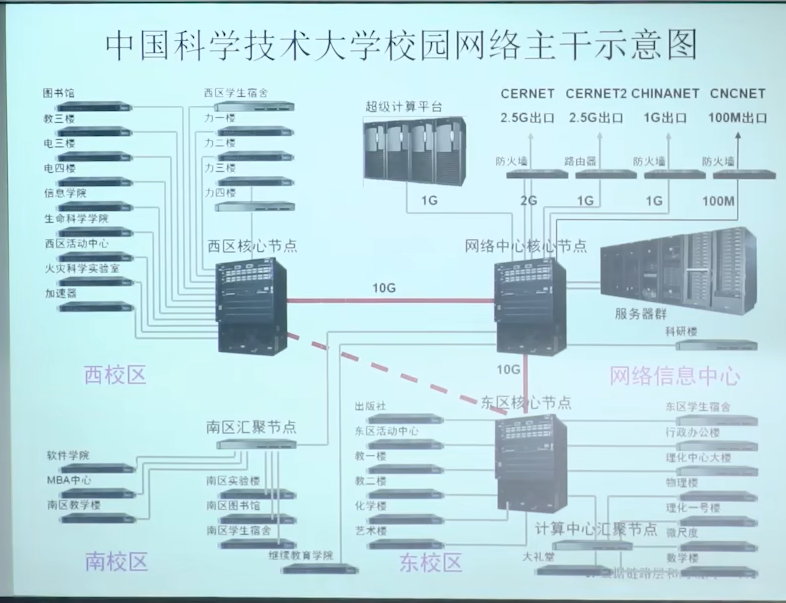 中国科学技术大学校园网络主干示意图
图书馆
教三楼
电三楼
电四楼
信息学院
生命科学学院
西区活动中心
火灾科学实验室
加速器
西区学生宿舍
力一楼
力二楼
力三楼
力四楼
超级计算平台
CERNET CERNET2 CHINANET CNCNET
2.5G出口 2.5G出口 1G出口 100M出口
防火墙 路由器 防火墙 防火墙
1G 2G 1G 1G 100M
西区核心节点
网络中心核心节点
10G
服务器群
科研楼
西校区
10G
网络信息中心
东区核心节点
南区汇聚节点
软件学院
MBA中心
南区教学楼
南区实验楼
南区图书馆
南区学生宿舍
继续教育学院
南校区
出版社
东区活动中心
教一楼
教二楼
化学楼
艺术楼
东校区
东区学生宿舍
行政办公楼
理化中心大楼
物理楼
理化一号楼
微尺度
数学楼
计算中心汇聚节点
大礼堂